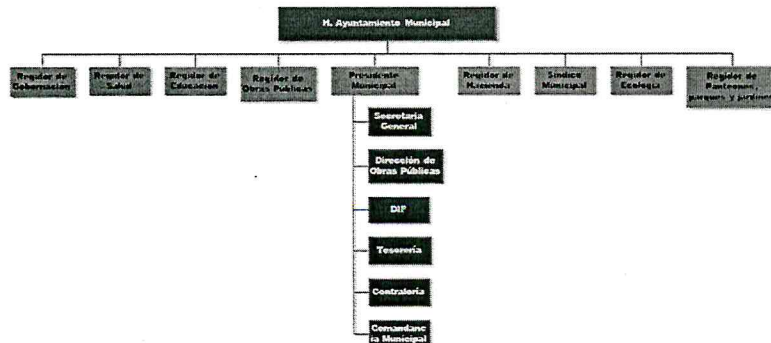 H. Ayuntamiento Municipal
Regidor de
Gobernación
Regidor de
Salud
Regidor de
Educación
Regidor de
Obras Públicas
Presidente
Municipal
Regidor de
Hacienda
Síndico
Municipal
Regidor de
Ecología
Regidor de
Panteones,
parques y jardines
Secretaria
General
Dirección de
Obras Públicas
DIF
Tesorería
Contraloría
Comandanc
ia Municipal